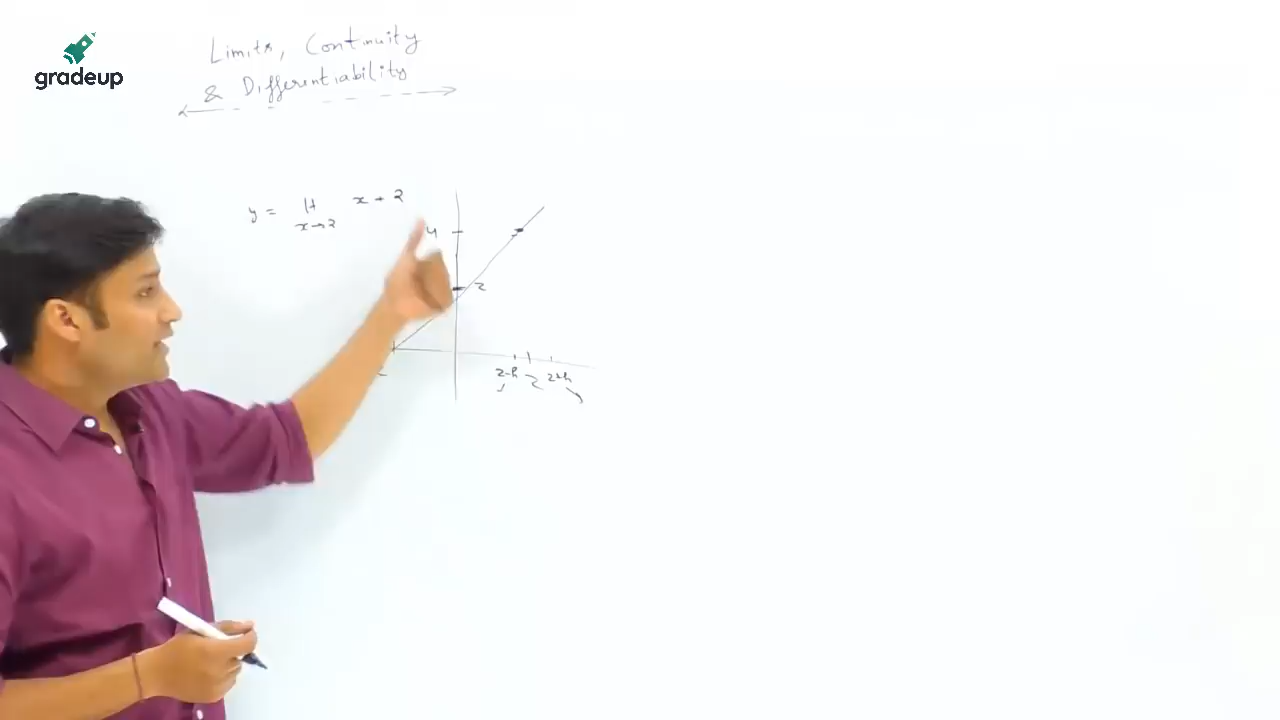 gradeup
Limits, Continuity
& Differentiability
y = lt x + 2
x→2
4
2
2-h 2 2+h